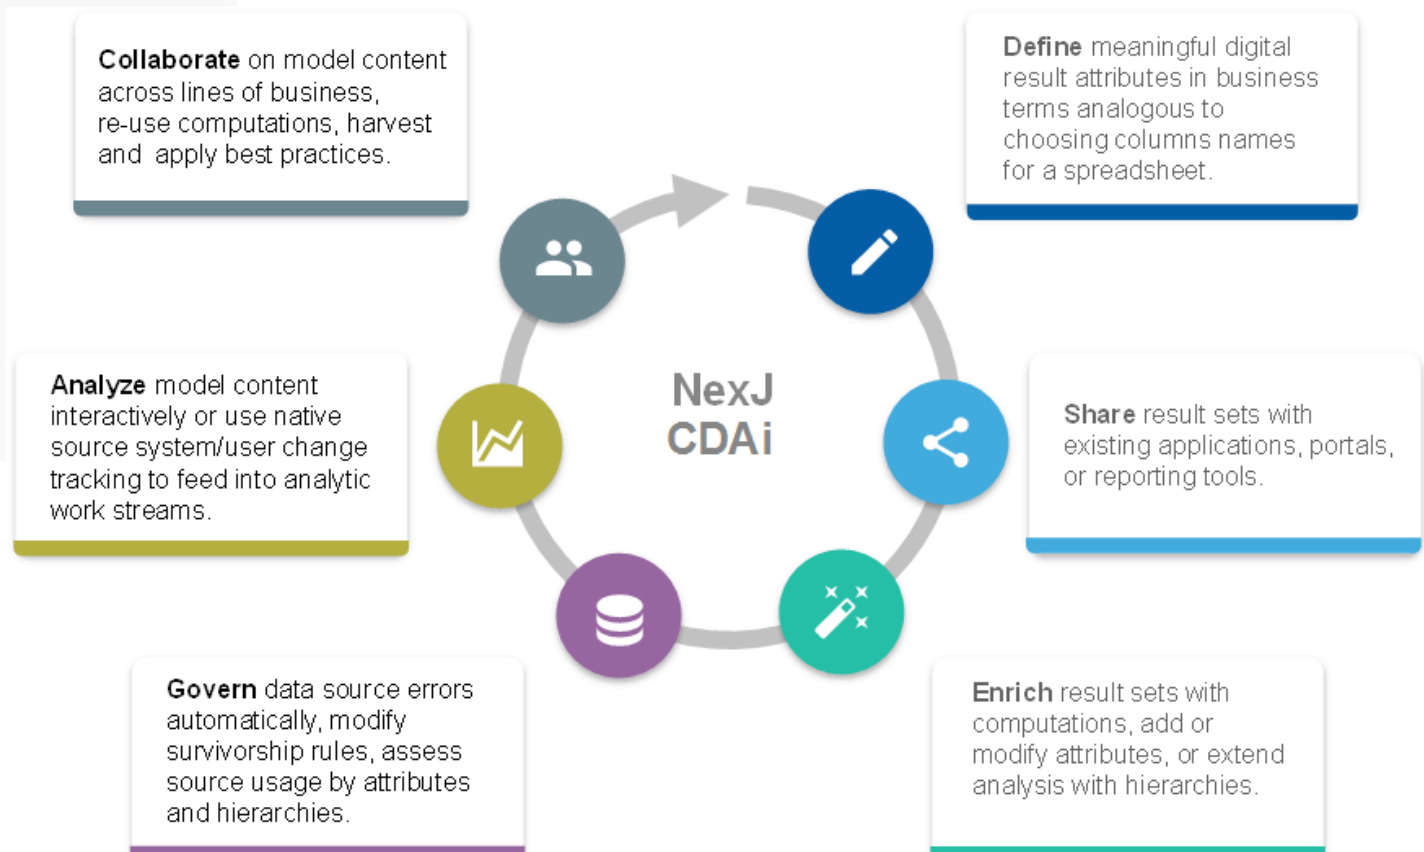 Collaborate on model content
across lines of business,
re-use computations, harvest
and apply best practices.
Define meaningful digital
result attributes in business
terms analogous to
choosing columns names
for a spreadsheet.
NexJ
CDAi
Analyze model content
interactively or use native
source system/user change
tracking to feed into analytic
work streams.
Share result sets with
existing applications, portals,
or reporting tools.
Govern data source errors
automatically, modify
survivorship rules, assess
source usage by attributes
and hierarchies.
Enrich result sets with
computations, add or
modify attributes, or extend
analysis with hierarchies.